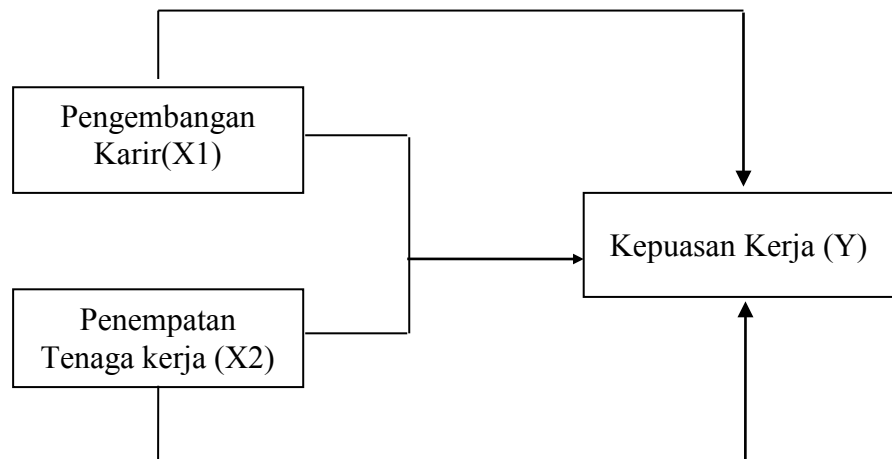 Pengembangan
Karir(X1)
Kepuasan Kerja (Y)
Penempatan
Tenaga kerja (X2)